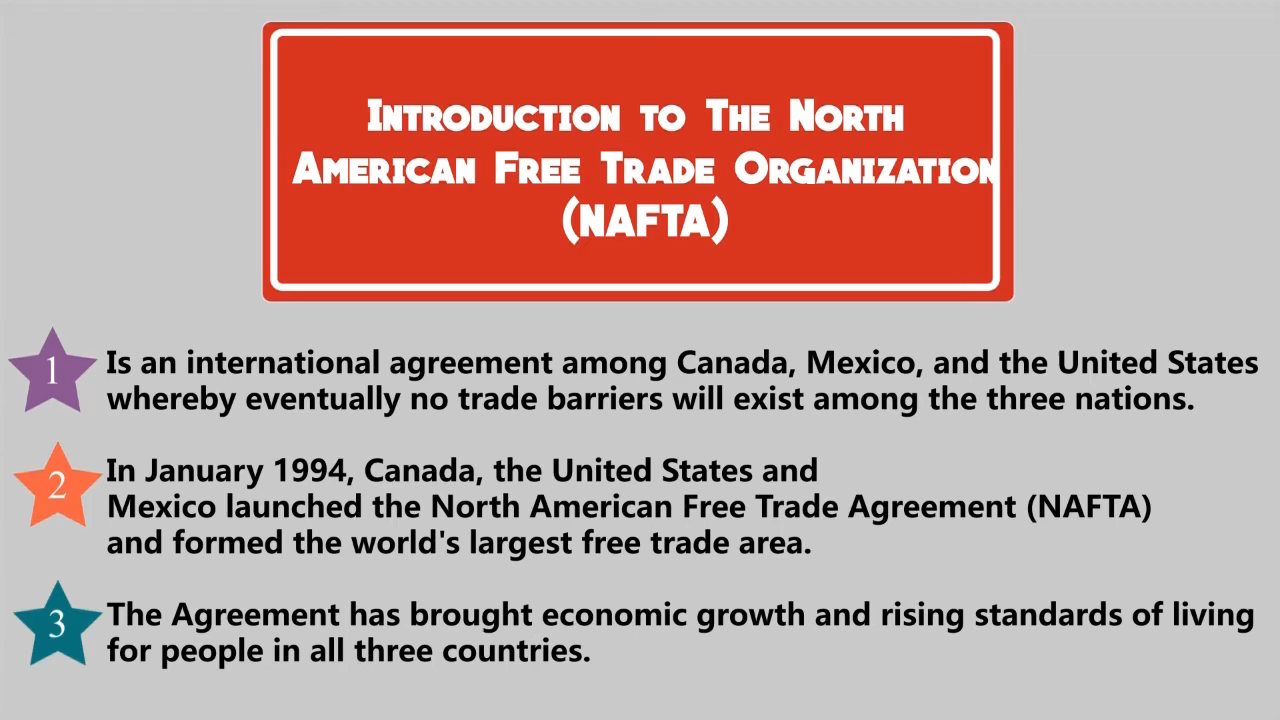 Introduction to The North
American Free Trade Organization
(NAFTA)
1
Is an international agreement among Canada, Mexico, and the United States
whereby eventually no trade barriers will exist among the three nations.
2
In January 1994, Canada, the United States and
Mexico launched the North American Free Trade Agreement (NAFTA)
and formed the world's largest free trade area.
3
The Agreement has brought economic growth and rising standards of living
for people in all three countries.